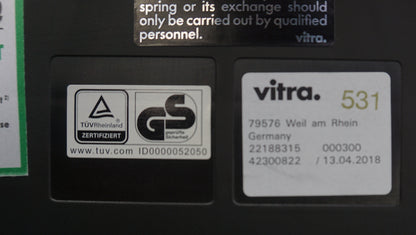 spring or its exchange should
only be carried out by qualified
personnel.
vitra.
TÜVRheinland
ZERTIFIZIERT
GS
geprüfte
Sicherheit
www.tuv.com ID0000052050
vitra. 531
79576 Weil am Rhein
Germany
22188315 000300
42300822 / 13.04.2018